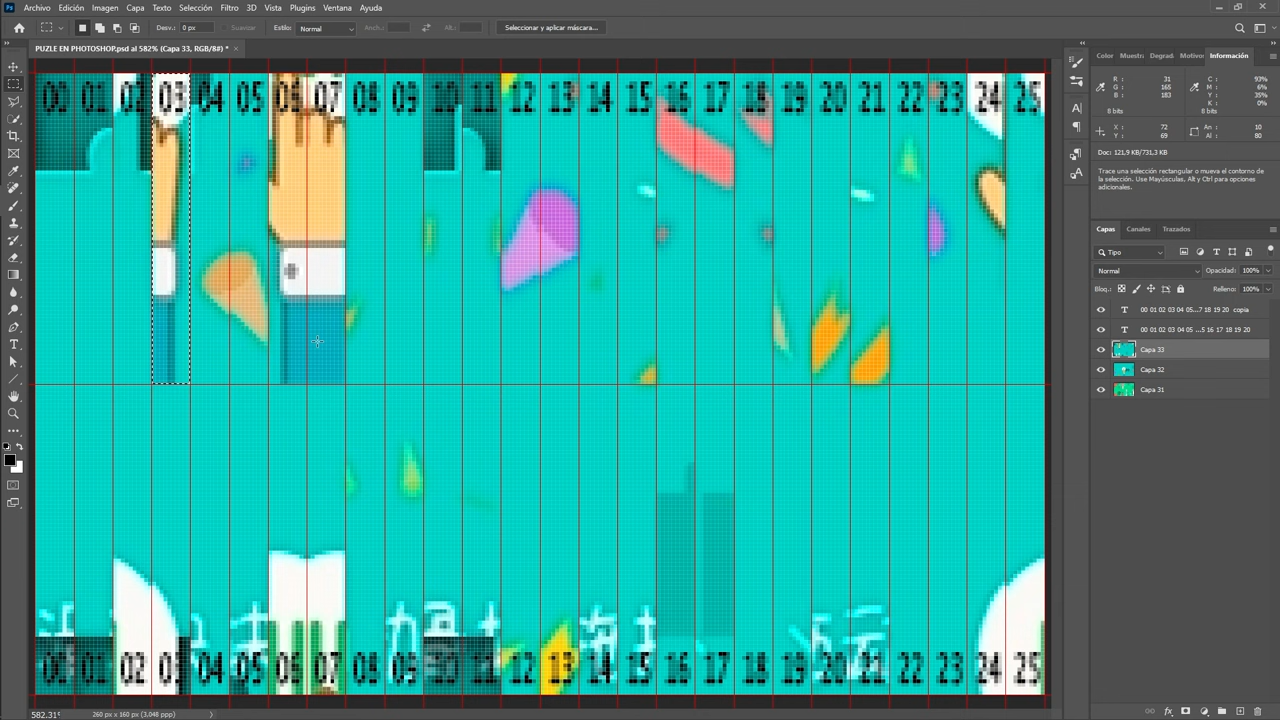 Archivo Edición Imagen Capa Texto Selección Filtro 3D Vista Plugins Ventana Ayuda
Desv.: 0 px Suavizar Estilo: Normal Anch.: Alt.: Seleccionar y aplicar máscara...
PUZLE EN PHOTOSHOP.psd al 582% (Capa 33, RGB/8#) * ×
Color Muestr Degrad Motivos Información
R : 31 C : 93%
G : 165 M : 6%
B : 183 Y : 35%
K : 0%
8 bits 8 bits
X : 72 An : 10
Y : 69 Al : 80
Doc: 121,9 KB/731,3 KB
Trace una selección rectangular o mueva el contorno de
la selección. Use Mayúsculas. Alt y Ctrl para opciones
adicionales.
Capas Canales Trazados
Tipo
Normal Opacidad: 100%
Bloq.: Relleno: 100%
T 00 01 02 03 04 05...7 18 19 20 copia
T 00 01 02 03 04 05 ...5 16 17 18 19 20
Capa 33
Capa 32
Capa 31
00 01 02 03 04 05 06 07 08 09 10 11 12 13 14 15 16 17 18 19 20 21 22 23 24 25
00 01 02 03 04 05 06 07 08 09 10 11 12 13 14 15 16 17 18 19 20 21 22 23 24 25
582.31% 260 px x 160 px (3,048 ppp)